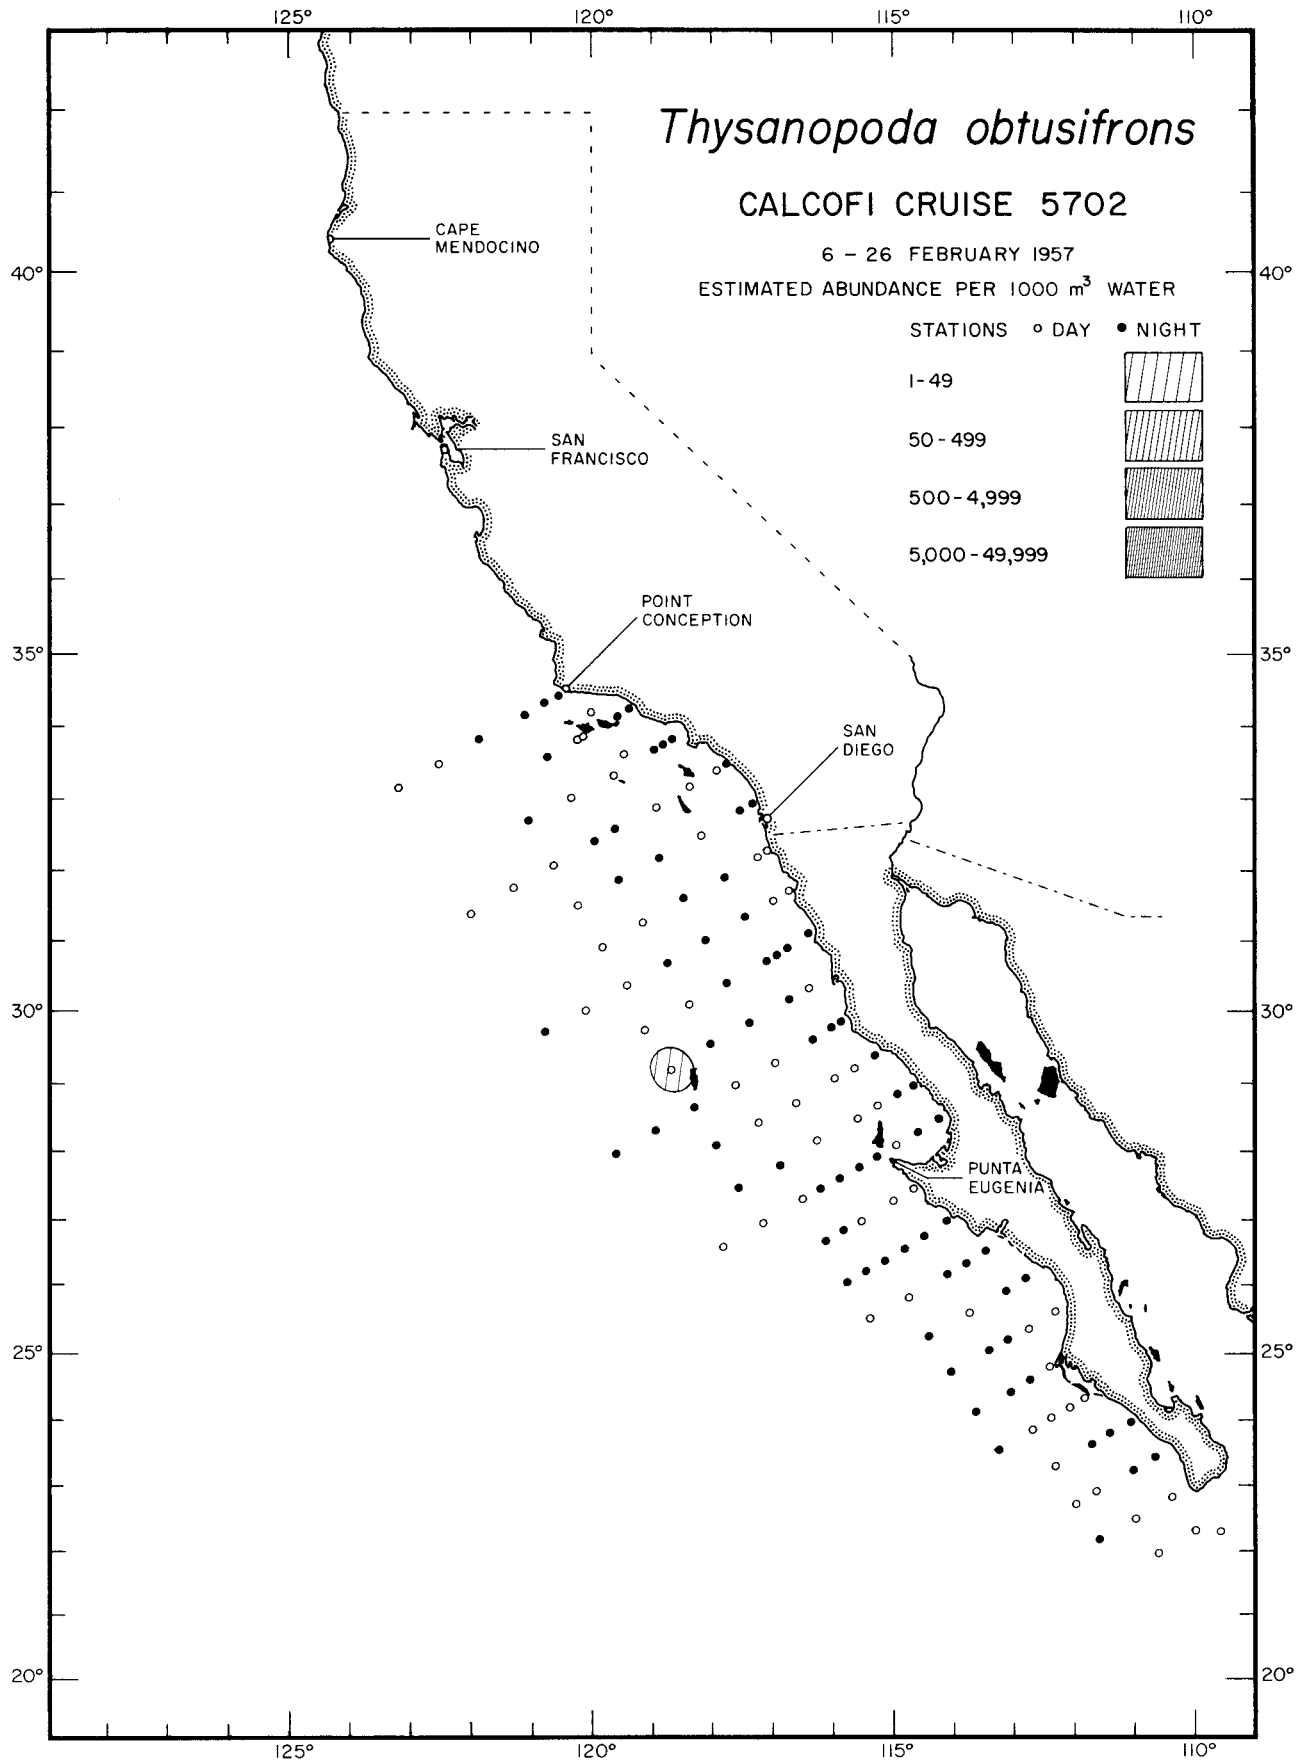 125° 120° 115° 110°
Thysanopoda obtusifrons
CALCOFI CRUISE 5702
6 – 26 FEBRUARY 1957
ESTIMATED ABUNDANCE PER 1000 m³ WATER
STATIONS ○ DAY ● NIGHT
1-49
50-499
500-4,999
5,000-49,999
CAPE
MENDOCINO
40° 40°
SAN
FRANCISCO
POINT
CONCEPTION
35° 35°
SAN
DIEGO
30° 30°
PUNTA
EUGENIA
25° 25°
20° 20°
125° 120° 115° 110°